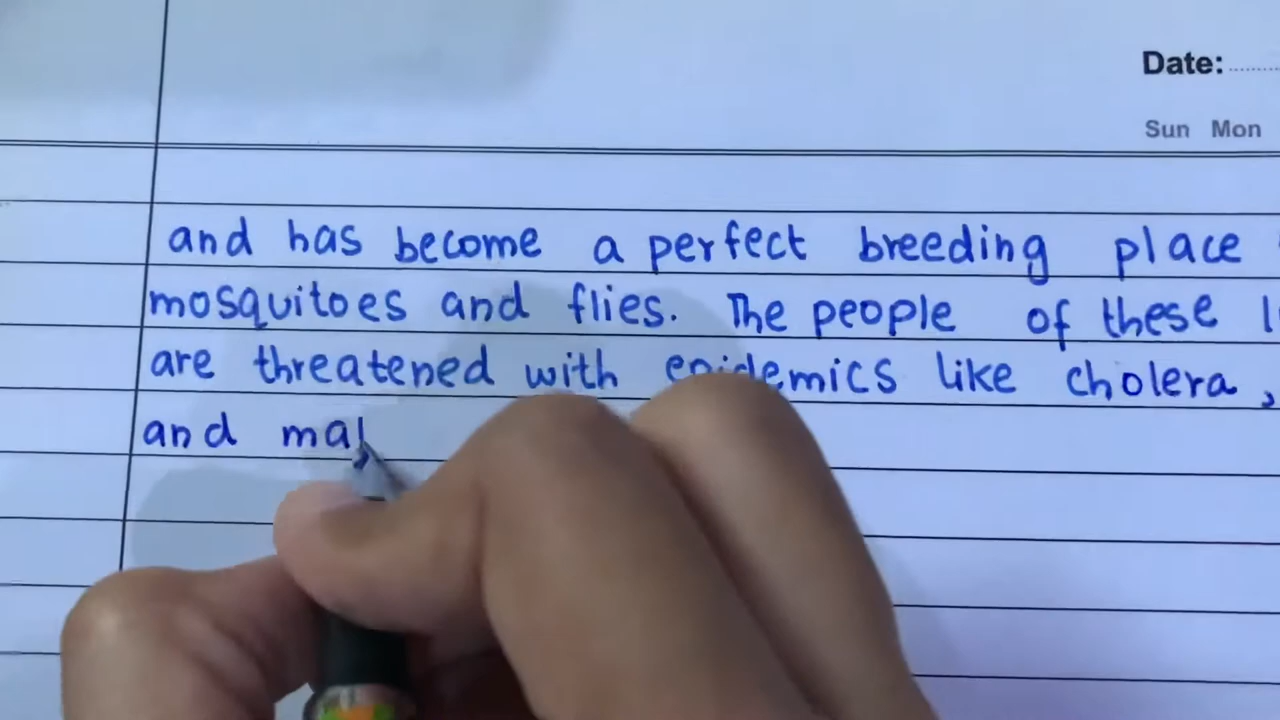 Date:
Sun Mon
and has become a perfect breeding place
mosquitoes and flies. The people of these
are threatened with epidemics like cholera,
and mal